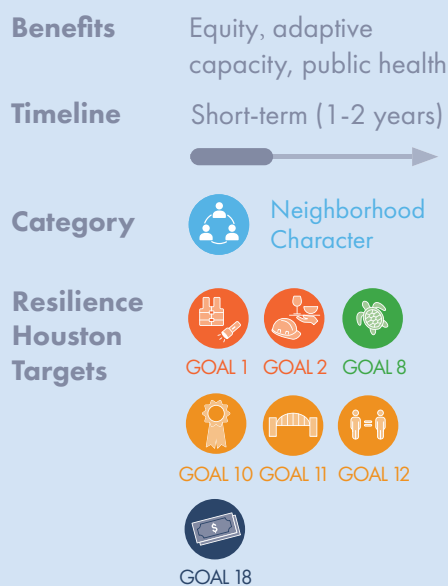 Benefits
Equity, adaptive
capacity, public health
Timeline
Short-term (1-2 years)
Category
Neighborhood
Character
Resilience
Houston
Targets
GOAL 1 GOAL 2 GOAL 8
GOAL 10 GOAL 11 GOAL 12
$
GOAL 18